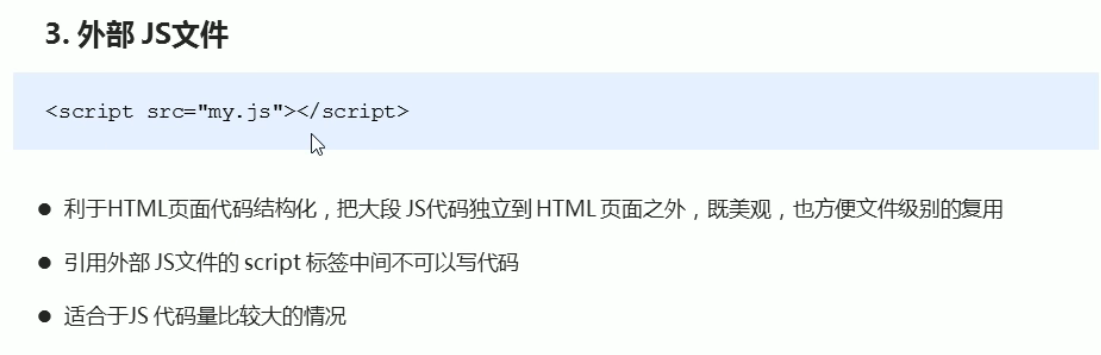 3. 外部 JS文件
<script src="my.js"></script>
● 利于HTML页面代码结构化，把大段 JS代码独立到 HTML 页面之外，既美观，也方便文件级别的复用
● 引用外部 JS文件的 script 标签中间不可以写代码
● 适合于JS 代码量比较大的情况